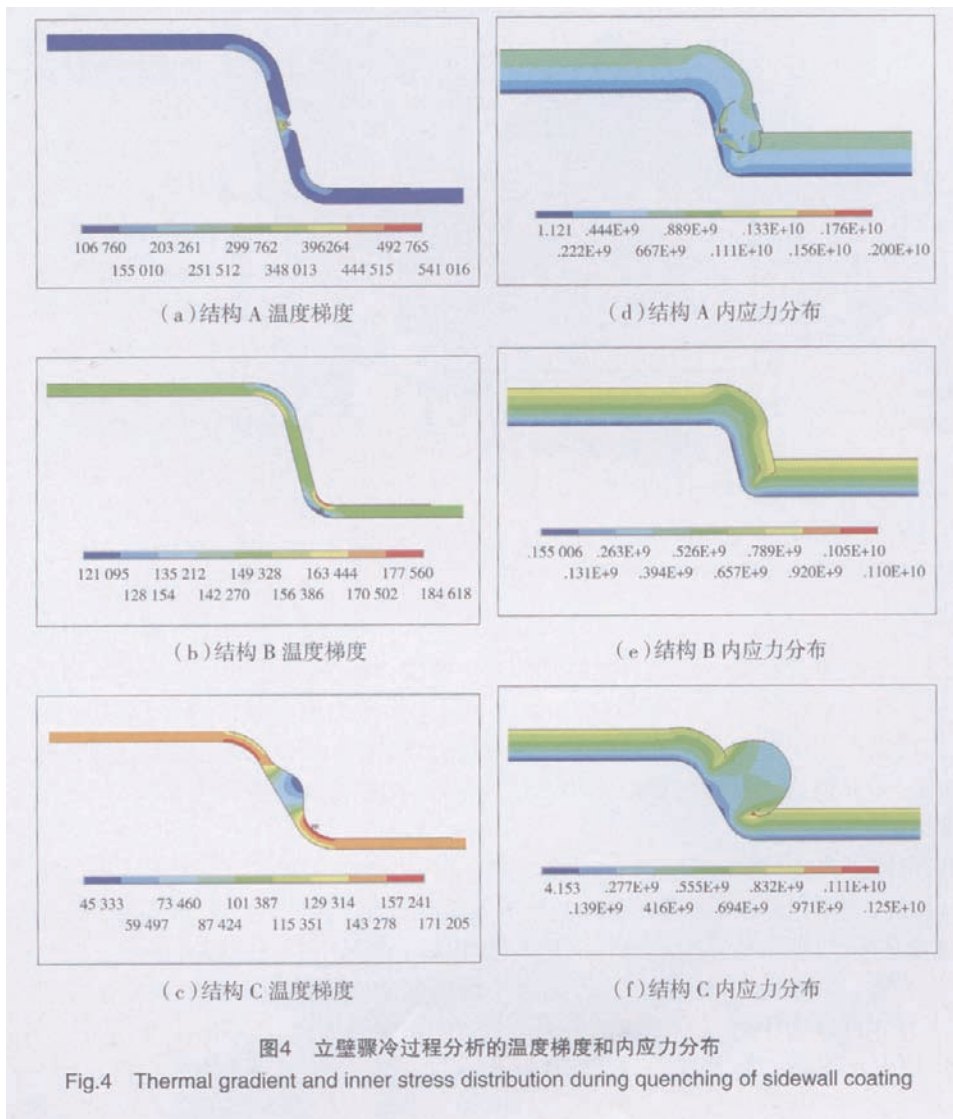 106 760 203 261 299 762 396264 492 765
155 010 251 512 348 013 444 515 541 016
(a)结构 A 温度梯度
1.121 .444E+9 .889E+9 .133E+10 .176E+10
.222E+9 667E+9 .111E+10 .156E+10 .200E+10
(d)结构 A 内应力分布
121 095 135 212 149 328 163 444 177 560
128 154 142 270 156 386 170 502 184 618
(b)结构 B 温度梯度
.155 006 .263E+9 .526E+9 .789E+9 .105E+10
.131E+9 .394E+9 .657E+9 .920E+9 .110E+10
(e)结构 B 内应力分布
45 333 73 460 101 387 129 314 157 241
59 497 87 424 115 351 143 278 171 205
(c)结构 C 温度梯度
4.153 .277E+9 .555E+9 .832E+9 .111E+10
.139E+9 416E+9 .694E+9 .971E+9 .125E+10
(f)结构 C 内应力分布
图4 立壁骤冷过程分析的温度梯度和内应力分布
Fig.4 Thermal gradient and inner stress distribution during quenching of sidewall coating